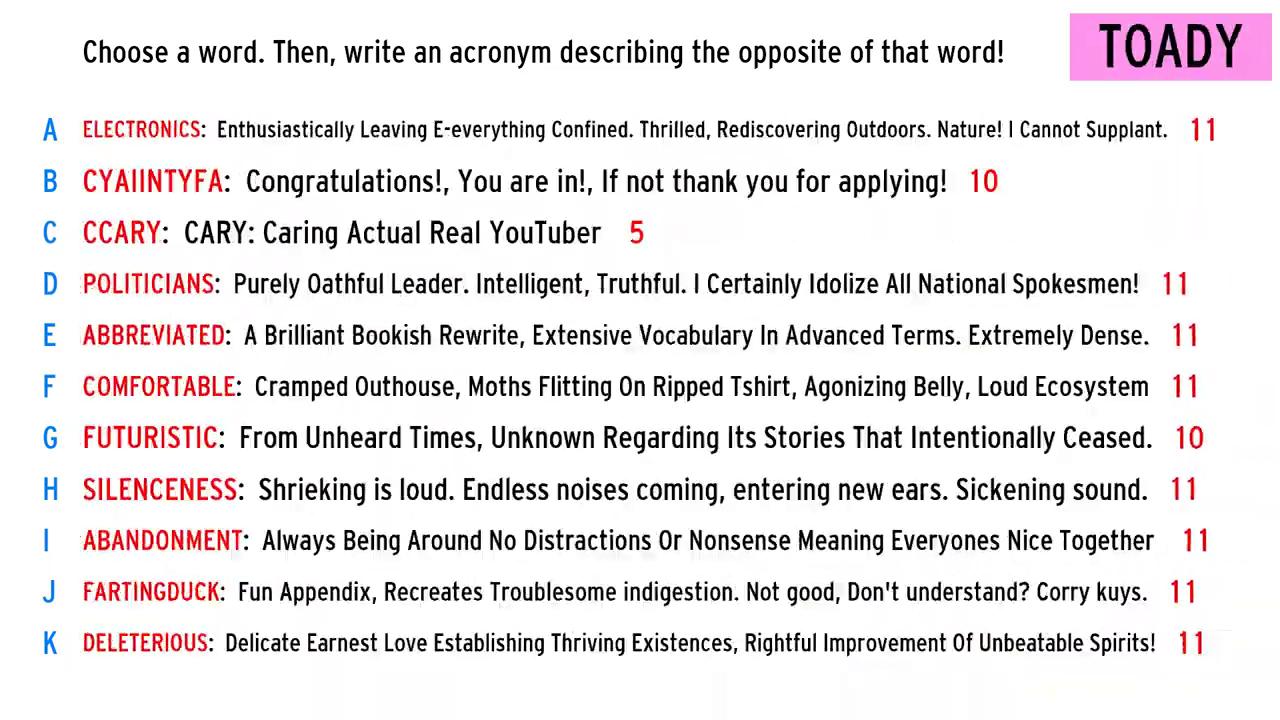 Choose a word. Then, write an acronym describing the opposite of that word!
TOADY
A ELECTRONICS: Enthusiastically Leaving E-everything Confined. Thrilled, Rediscovering Outdoors. Nature! I Cannot Supplant. 11
B CYAIINTYFA: Congratulations!, You are in!, If not thank you for applying! 10
C CCARY: CARY: Caring Actual Real YouTuber 5
D POLITICIANS: Purely Oathful Leader. Intelligent, Truthful. I Certainly Idolize All National Spokesmen! 11
E ABBREVIATED: A Brilliant Bookish Rewrite, Extensive Vocabulary In Advanced Terms. Extremely Dense. 11
F COMFORTABLE: Cramped Outhouse, Moths Flitting On Ripped Tshirt, Agonizing Belly, Loud Ecosystem 11
G FUTURISTIC: From Unheard Times, Unknown Regarding Its Stories That Intentionally Ceased. 10
H SILENCENESS: Shrieking is loud. Endless noises coming, entering new ears. Sickening sound. 11
I ABANDONMENT: Always Being Around No Distractions Or Nonsense Meaning Everyones Nice Together 11
J FARTINGDUCK: Fun Appendix, Recreates Troublesome indigestion. Not good, Don't understand? Corry kuys. 11
K DELETERIOUS: Delicate Earnest Love Establishing Thriving Existences, Rightful Improvement Of Unbeatable Spirits! 11